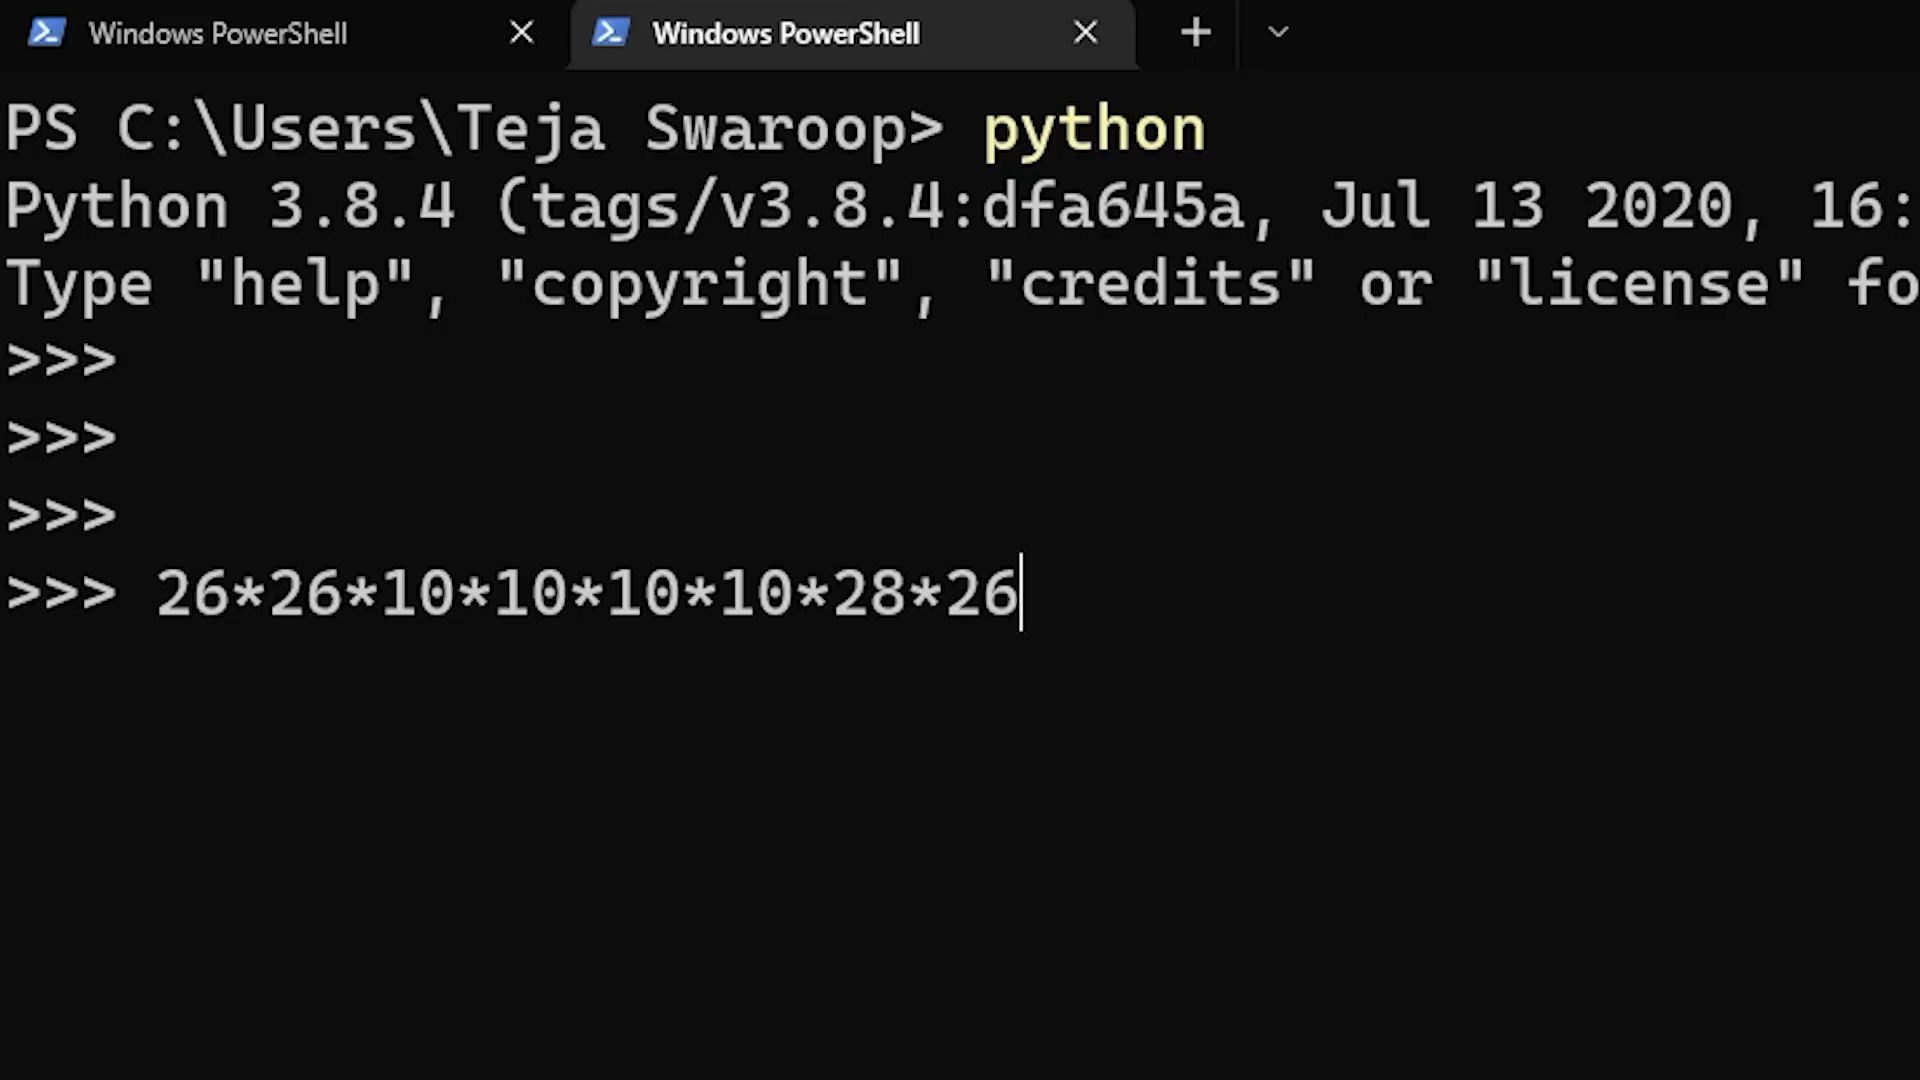 Windows PowerShell
Windows PowerShell
PS C:\Users\Teja Swaroop> python
Python 3.8.4 (tags/v3.8.4:dfa645a, Jul 13 2020, 16:
Type "help", "copyright", "credits" or "license" fo
>>>
>>>
>>>
>>> 26*26*10*10*10*10*28*26